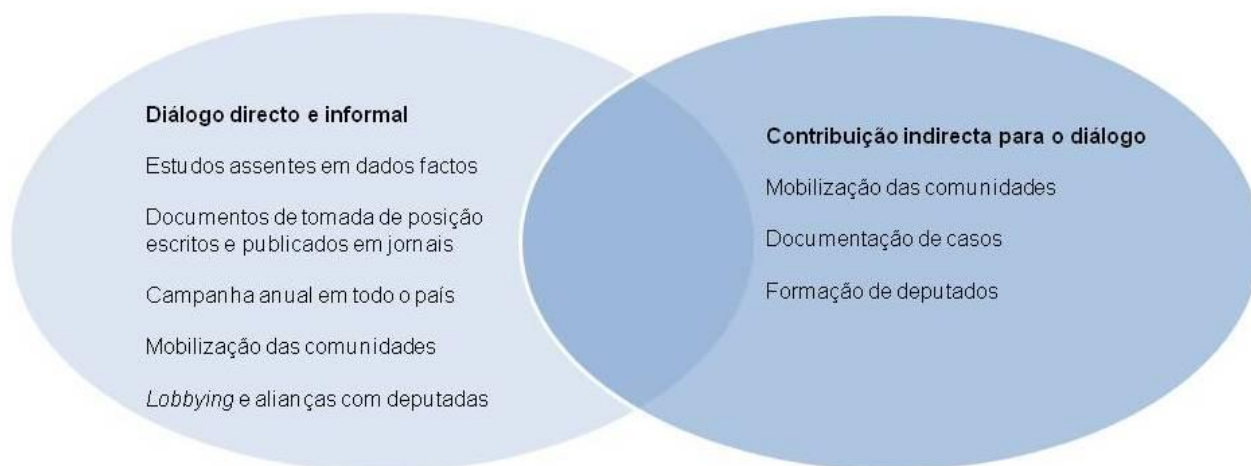 Diálogo directo e informal
Estudos assentes em dados factos
Documentos de tomada de posição
escritos e publicados em jornais
Campanha anual em todo o país
Mobilização das comunidades
Lobbying e alianças com deputadas
Contribuição indirecta para o diálogo
Mobilização das comunidades
Documentação de casos
Formação de deputados